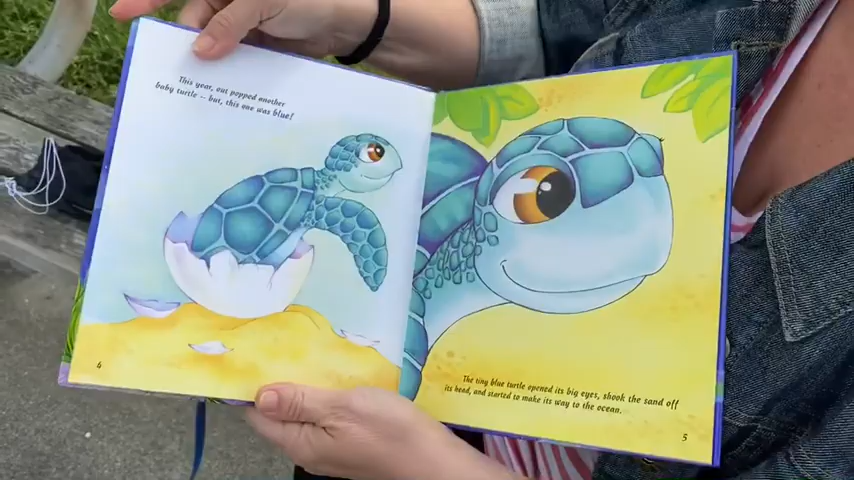 This year, out popped another
baby turtle -- but, this one was blue!
4
The tiny blue turtle opened its big eyes, shook the sand off
its head, and started to make its way to the ocean.
5